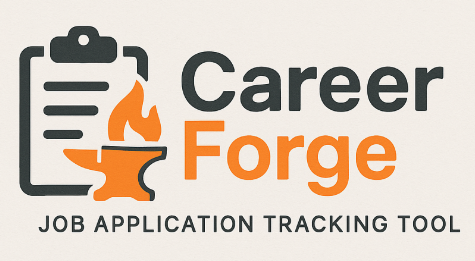 Career
Forge
JOB APPLICATION TRACKING TOOL